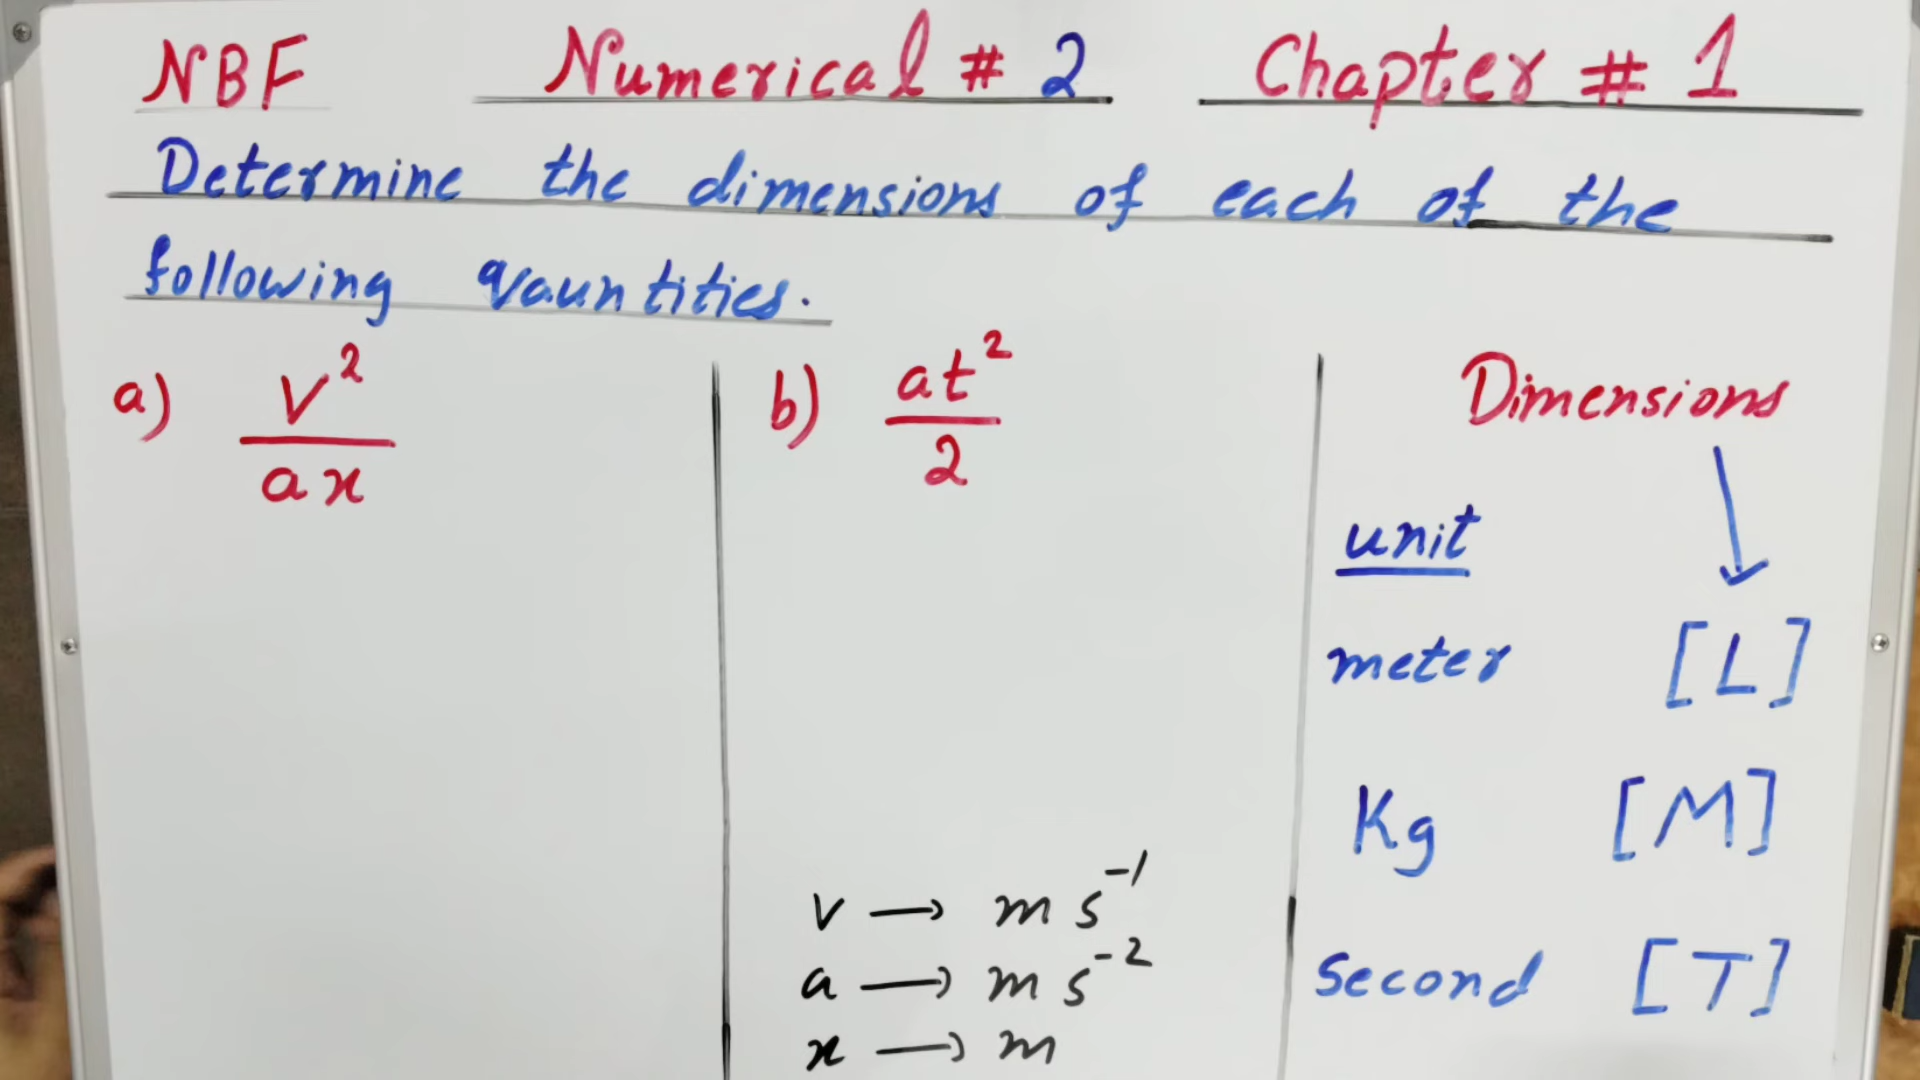 NBF Numerical # 2 Chapter # 1
Determine the dimensions of each of the
following qauntities.
a) v²/ax
b) at²/2
Dimensions
unit
meter [L]
Kg [M]
second [T]
v → m s⁻¹
a → m s⁻²
x → m